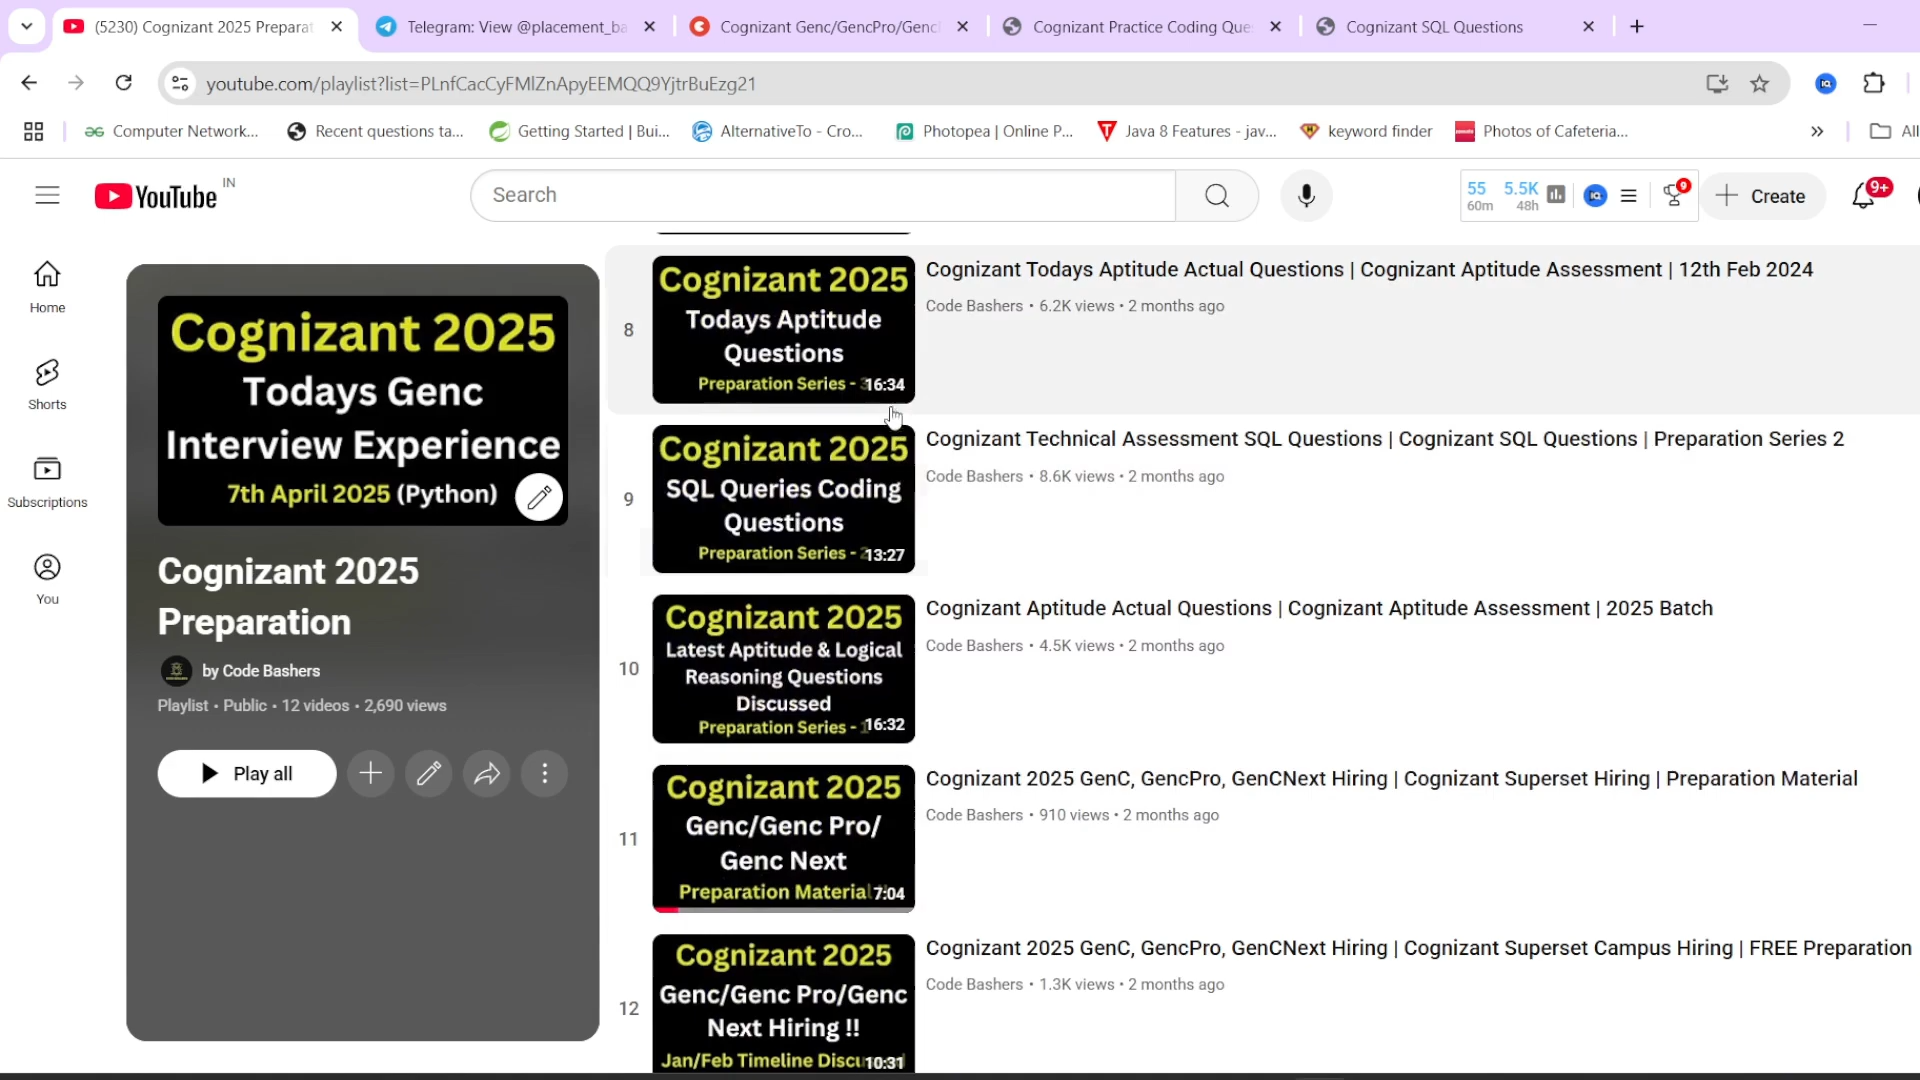 (5230) Cognizant 2025 Preparat
Telegram: View @placement_ba
Cognizant Genc/GencPro/Genc
Cognizant Practice Coding Que
Cognizant SQL Questions
youtube.com/playlist?list=PLnfCacCyFMlZnApyEEMQQ9YjtrBuEzg21
Computer Network...
Recent questions ta...
Getting Started | Bui...
AlternativeTo - Cro...
Photopea | Online P...
Java 8 Features - jav...
keyword finder
Photos of Cafeteria...
All
YouTube IN
Search
55
60m
5.5K
48h
9
Create
9+
Home
Shorts
Subscriptions
You
Cognizant 2025
Todays Genc
Interview Experience
7th April 2025 (Python)
Cognizant 2025
Preparation
by Code Bashers
Playlist • Public • 12 videos • 2,690 views
Play all
8
Cognizant 2025
Todays Aptitude
Questions
Preparation Series - 3
16:34
Cognizant Todays Aptitude Actual Questions | Cognizant Aptitude Assessment | 12th Feb 2024
Code Bashers • 6.2K views • 2 months ago
9
Cognizant 2025
SQL Queries Coding
Questions
Preparation Series - 2
13:27
Cognizant Technical Assessment SQL Questions | Cognizant SQL Questions | Preparation Series 2
Code Bashers • 8.6K views • 2 months ago
10
Cognizant 2025
Latest Aptitude & Logical
Reasoning Questions
Discussed
Preparation Series - 1
16:32
Cognizant Aptitude Actual Questions | Cognizant Aptitude Assessment | 2025 Batch
Code Bashers • 4.5K views • 2 months ago
11
Cognizant 2025
Genc/Genc Pro/
Genc Next
Preparation Material
7:04
Cognizant 2025 GenC, GencPro, GenCNext Hiring | Cognizant Superset Hiring | Preparation Material
Code Bashers • 910 views • 2 months ago
12
Cognizant 2025
Genc/Genc Pro/Genc
Next Hiring !!
Jan/Feb Timeline Discu
10:31
Cognizant 2025 GenC, GencPro, GenCNext Hiring | Cognizant Superset Campus Hiring | FREE Preparation
Code Bashers • 1.3K views • 2 months ago